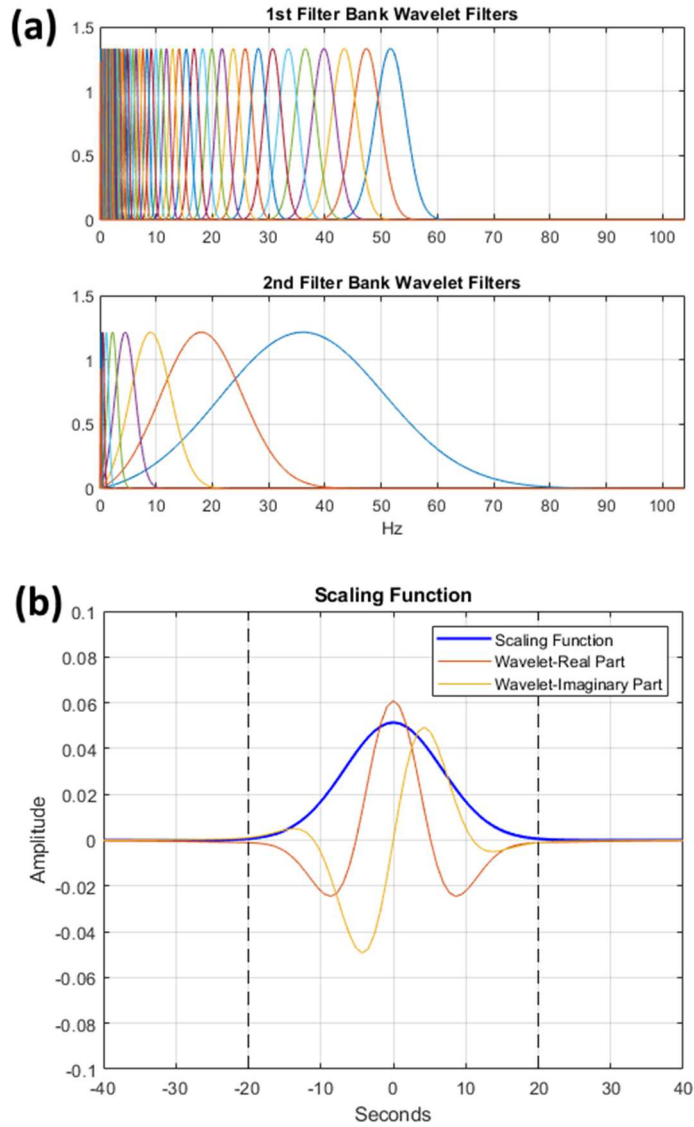 (a)
1st Filter Bank Wavelet Filters
1.5
1
0.5
0
0 10 20 30 40 50 60 70 80 90 100
2nd Filter Bank Wavelet Filters
1.5
1
0.5
0
0 10 20 30 40 50 60 70 80 90 100
Hz
(b)
Scaling Function
0.1
0.08
0.06
0.04
0.02
0
-0.02
-0.04
-0.06
-0.08
-0.1
Amplitude
Scaling Function
Wavelet-Real Part
Wavelet-Imaginary Part
-40 -30 -20 -10 0 10 20 30 40
Seconds